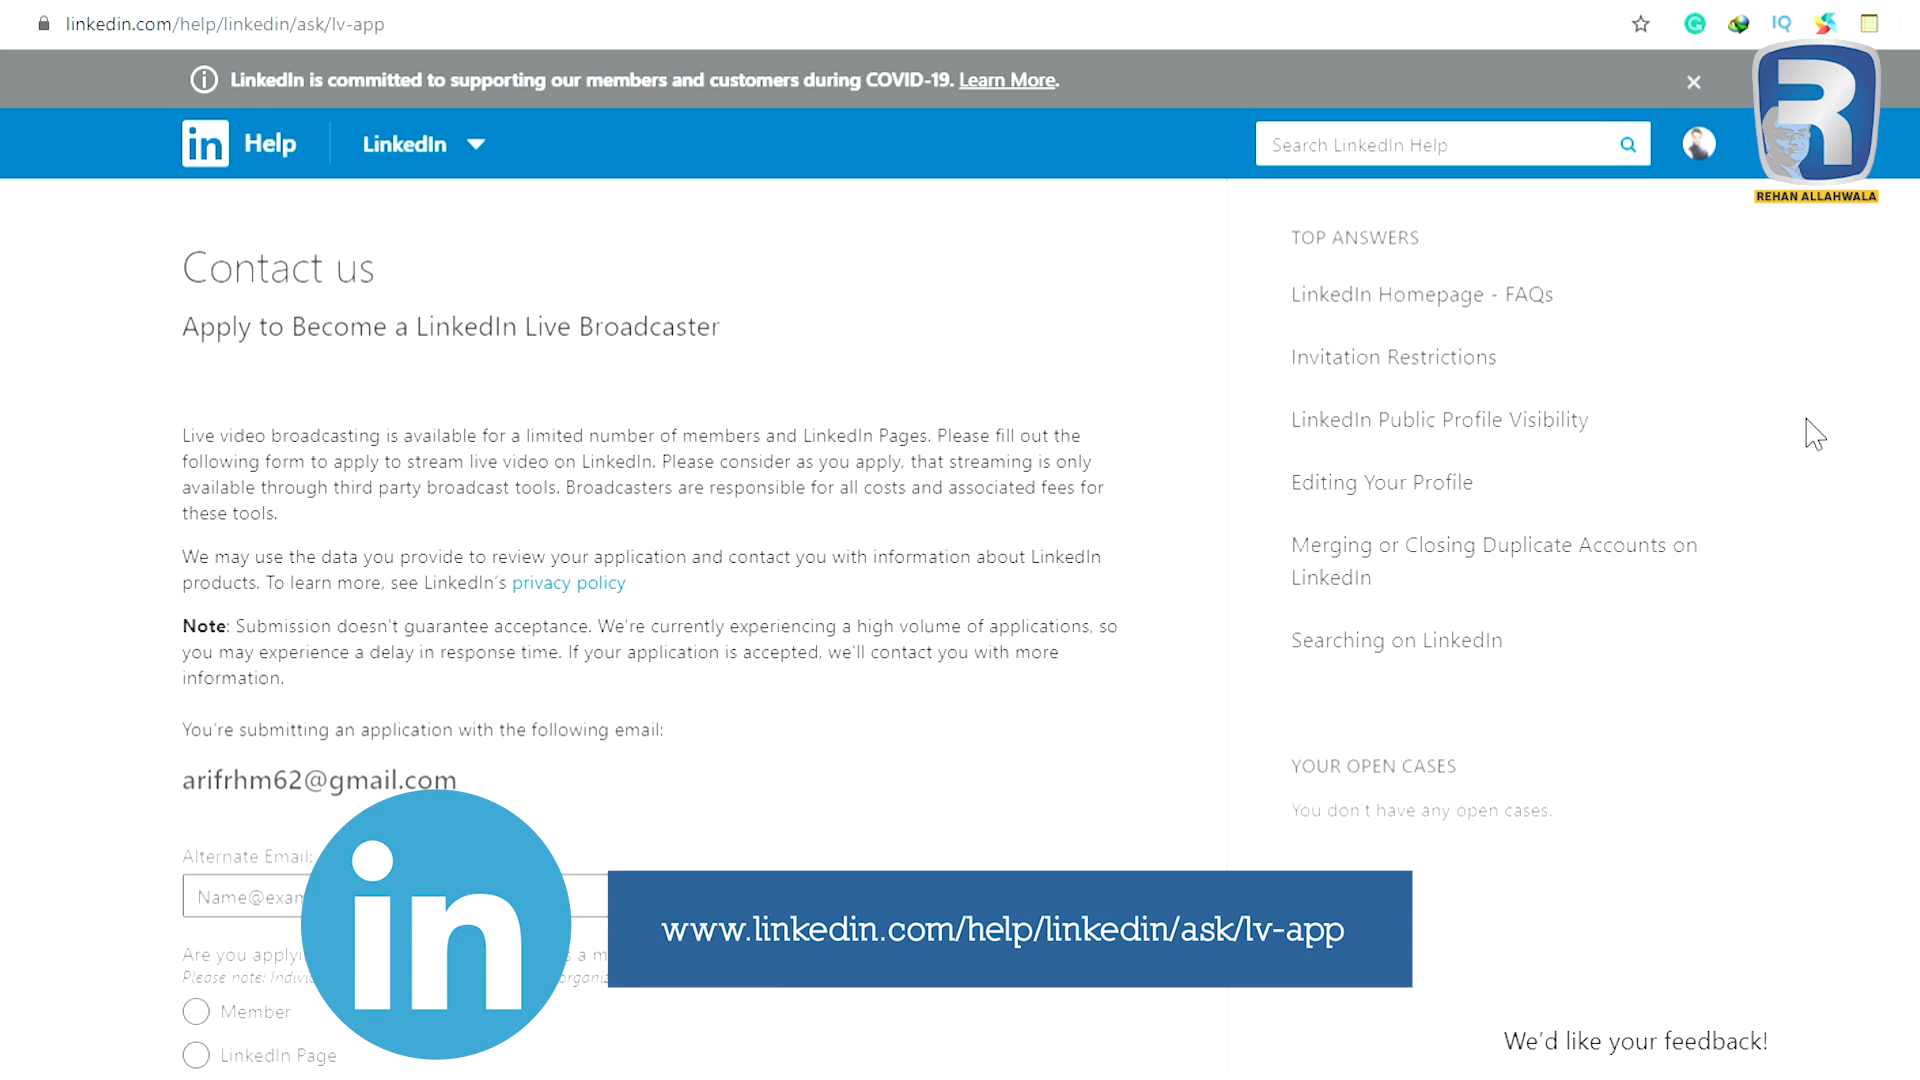 linkedin.com/help/linkedin/ask/lv-app
IQ
LinkedIn is committed to supporting our members and customers during COVID-19. Learn More.
in Help
LinkedIn
Search LinkedIn Help
R
REHAN ALLAHWALA
Contact us
Apply to Become a LinkedIn Live Broadcaster
Live video broadcasting is available for a limited number of members and LinkedIn Pages. Please fill out the
following form to apply to stream live video on LinkedIn. Please consider as you apply, that streaming is only
available through third party broadcast tools. Broadcasters are responsible for all costs and associated fees for
these tools.
We may use the data you provide to review your application and contact you with information about LinkedIn
products. To learn more, see LinkedIn's privacy policy
Note: Submission doesn't guarantee acceptance. We're currently experiencing a high volume of applications, so
you may experience a delay in response time. If your application is accepted, we'll contact you with more
information.
You're submitting an application with the following email:
arifrhm62@gmail.com
Alternate Email:
Name@exam
Are you applyi
s a m
Please note: Indivi
organiz
Member
LinkedIn Page
in
www.linkedin.com/help/linkedin/ask/lv-app
TOP ANSWERS
LinkedIn Homepage - FAQs
Invitation Restrictions
LinkedIn Public Profile Visibility
Editing Your Profile
Merging or Closing Duplicate Accounts on
LinkedIn
Searching on LinkedIn
YOUR OPEN CASES
You don't have any open cases.
We'd like your feedback!